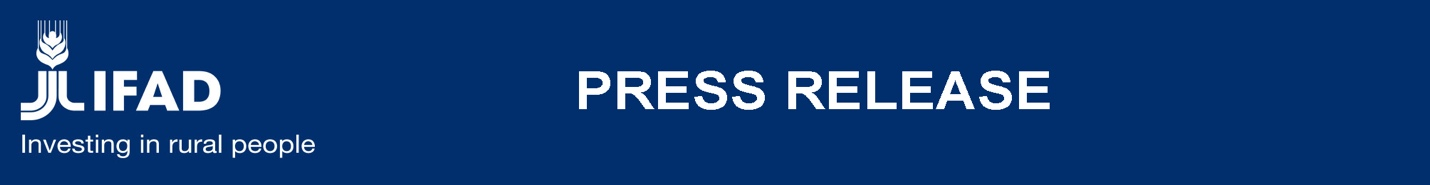 IFAD
Investing in rural people
PRESS RELEASE